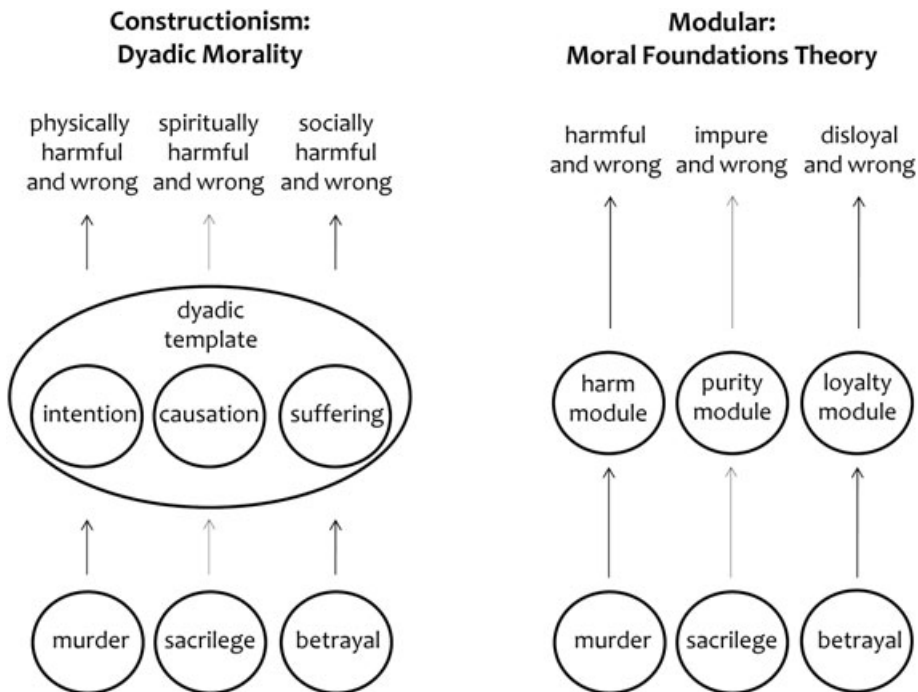 Constructionism:
Dyadic Morality
physically
harmful
and wrong
spiritually
harmful
and wrong
socially
harmful
and wrong
dyadic
template
intention
causation
suffering
murder
sacrilege
betrayal
Modular:
Moral Foundations Theory
harmful
and wrong
impure
and wrong
disloyal
and wrong
harm
module
purity
module
loyalty
module
murder
sacrilege
betrayal